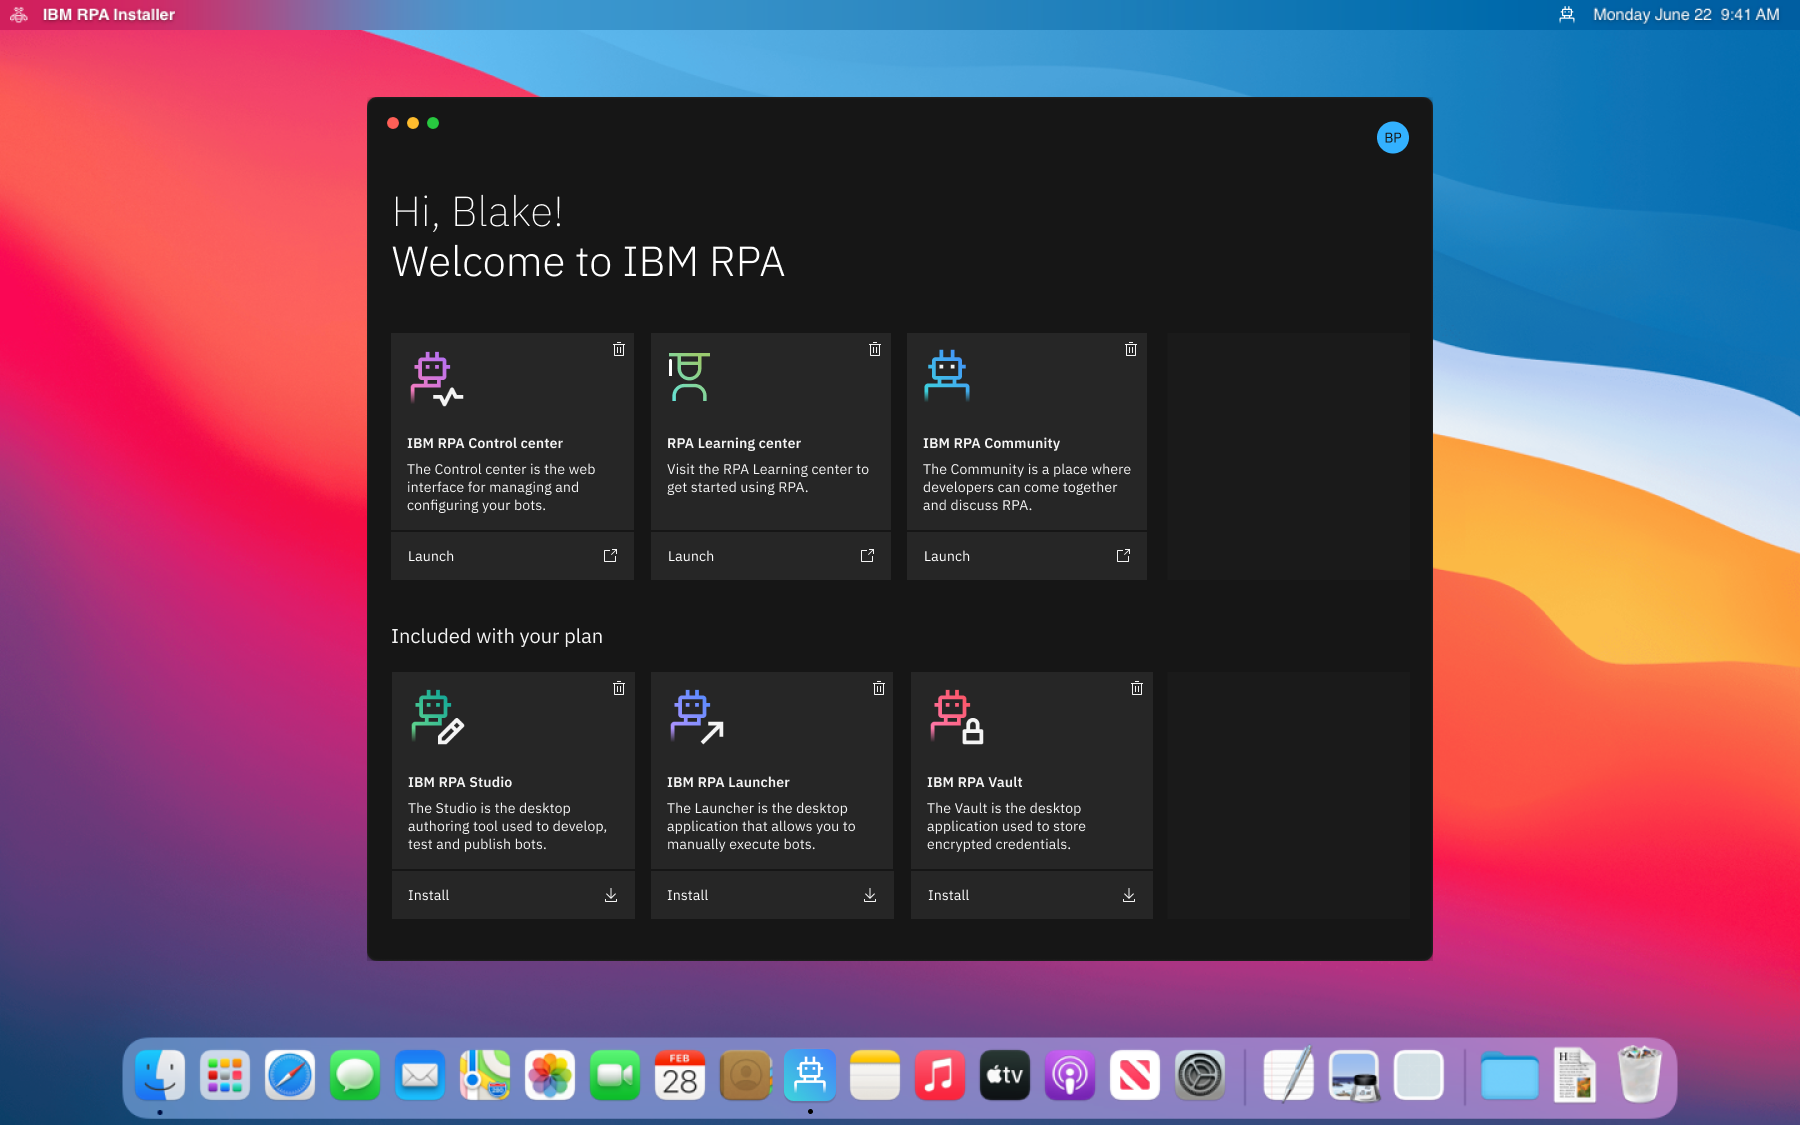 IBM RPA Installer
Monday June 22 9:41 AM
BP
Hi, Blake!
Welcome to IBM RPA
IBM RPA Control center
The Control center is the web
interface for managing and
configuring your bots.
Launch
RPA Learning center
Visit the RPA Learning center to
get started using RPA.
Launch
IBM RPA Community
The Community is a place where
developers can come together
and discuss RPA.
Launch
Included with your plan
IBM RPA Studio
The Studio is the desktop
authoring tool used to develop,
test and publish bots.
Install
IBM RPA Launcher
The Launcher is the desktop
application that allows you to
manually execute bots.
Install
IBM RPA Vault
The Vault is the desktop
application used to store
encrypted credentials.
Install
FEB
28
tv